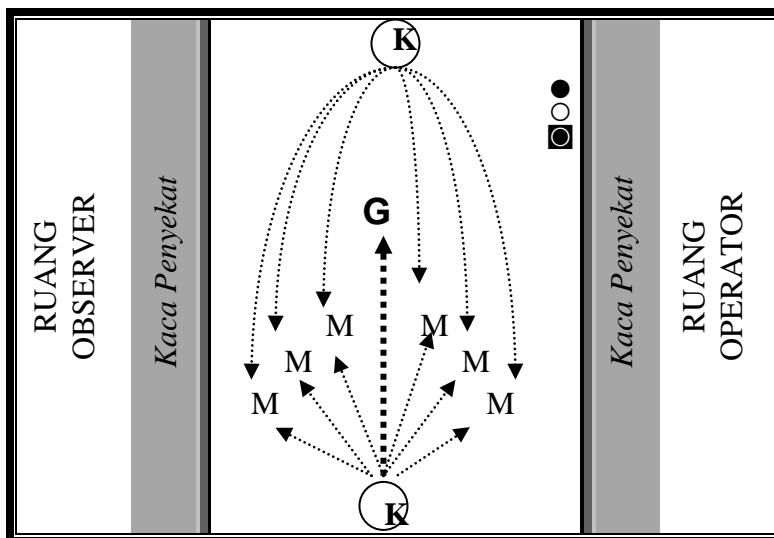 K
RUANG
OBSERVER
Kaca Penyekat
G
M
M
M
M
M
M
K
Kaca Penyekat
RUANG
OPERATOR